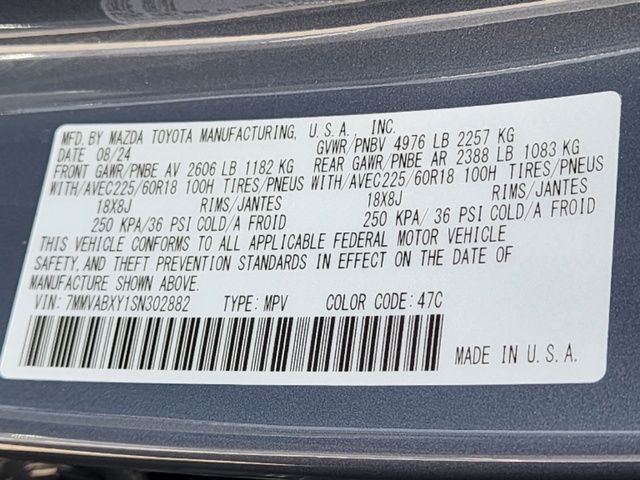 MFD. BY MAZDA TOYOTA MANUFACTURING, U.S.A., INC.
DATE 08/24 GVWR/PNBV 4976 LB 2257 KG
FRONT GAWR/PNBE AV 2606 LB 1182 KG REAR GAWR/PNBE AR 2388 LB 1083 KG
WITH/AVEC225/60R18 100H TIRES/PNEUS WITH/AVEC225/60R18 100H TIRES/PNEUS
18X8J RIMS/JANTES 18X8J RIMS/JANTES
250 KPA/36 PSI COLD/A FROID 250 KPA/ 36 PSI COLD/A FROID
THIS VEHICLE CONFORMS TO ALL APPLICABLE FEDERAL MOTOR VEHICLE
SAFETY, AND THEFT PREVENTION STANDARDS IN EFFECT ON THE DATE OF
MANUFACTURE SHOWN ABOVE.
VIN: 7MMVABXY1SN302882 TYPE: MPV COLOR CODE: 47C
MADE IN U.S.A.